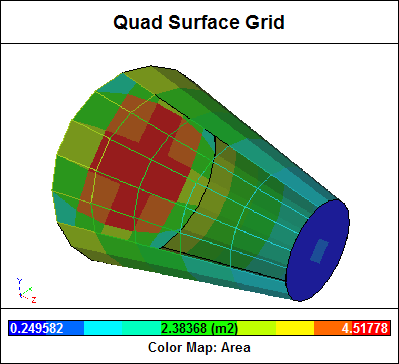 Quad Surface Grid
Y
Z
0.249582 2.38368 (m2) 4.51778
Color Map: Area